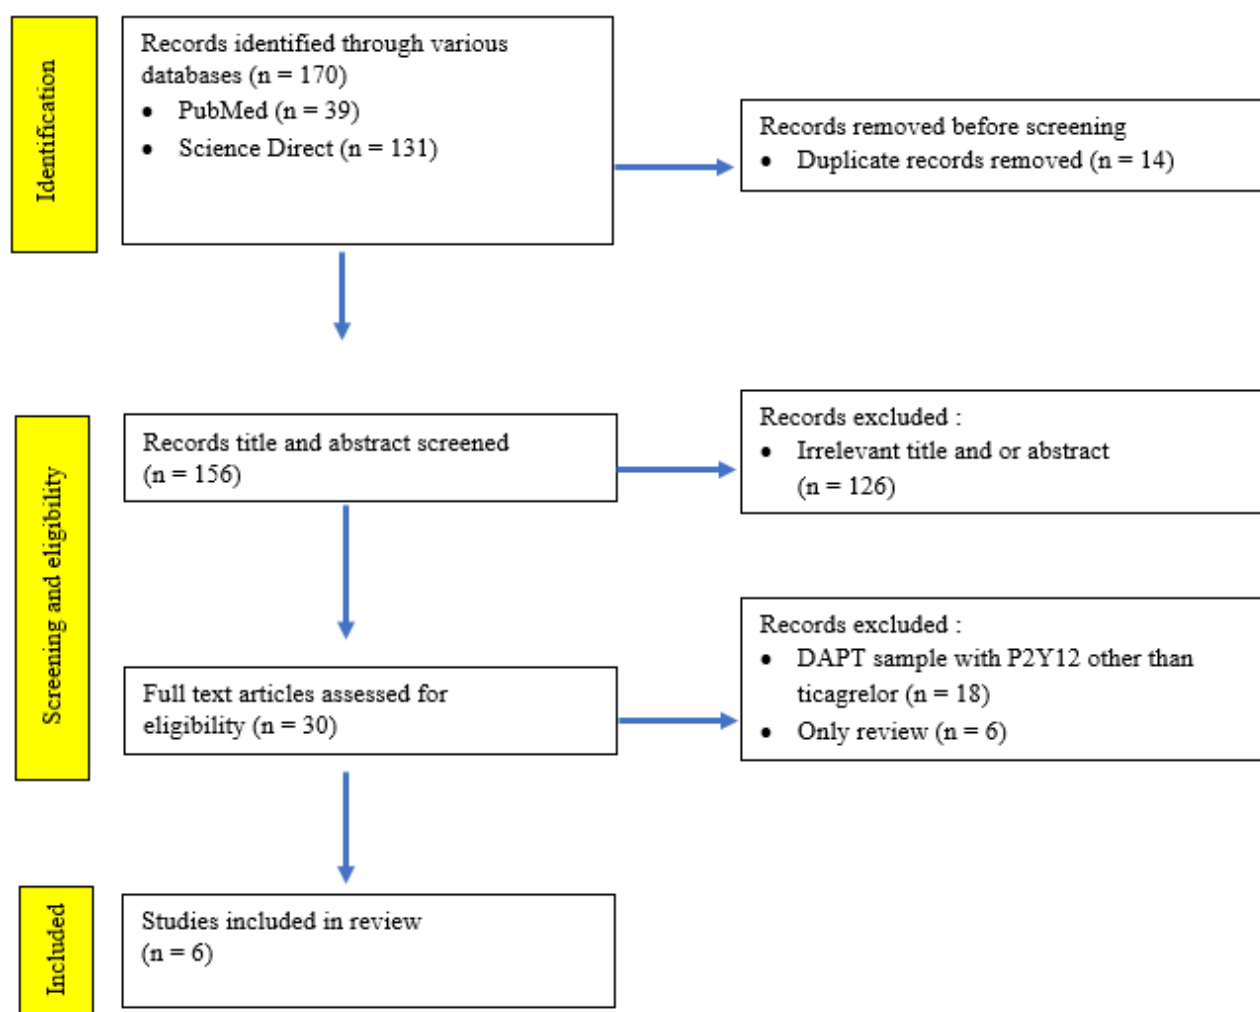 Identification
Records identified through various
databases (n = 170)
• PubMed (n = 39)
• Science Direct (n = 131)
Records removed before screening
• Duplicate records removed (n = 14)
Screening and eligibility
Records title and abstract screened
(n = 156)
Records excluded :
• Irrelevant title and or abstract
(n = 126)
Full text articles assessed for
eligibility (n = 30)
Records excluded :
• DAPT sample with P2Y12 other than
ticagrelor (n = 18)
• Only review (n = 6)
Included
Studies included in review
(n = 6)